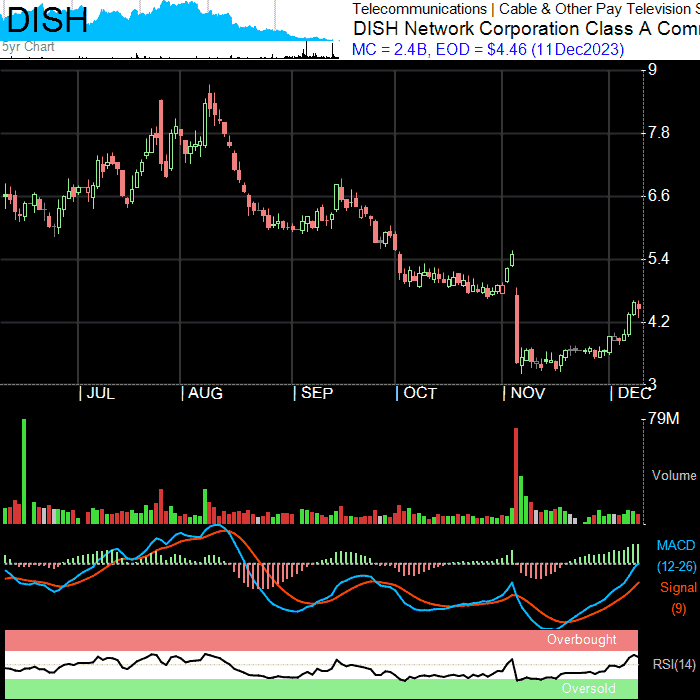 DISH
5yr Chart
Telecommunications | Cable & Other Pay Television S
DISH Network Corporation Class A Comm
MC = 2.4B, EOD = $4.46 (11Dec2023)
9
7.8
6.6
5.4
4.2
3
| JUL | AUG | SEP | OCT | NOV | DEC
79M
Volume
MACD
(12-26)
Signal
(9)
Overbought
RSI(14)
Oversold